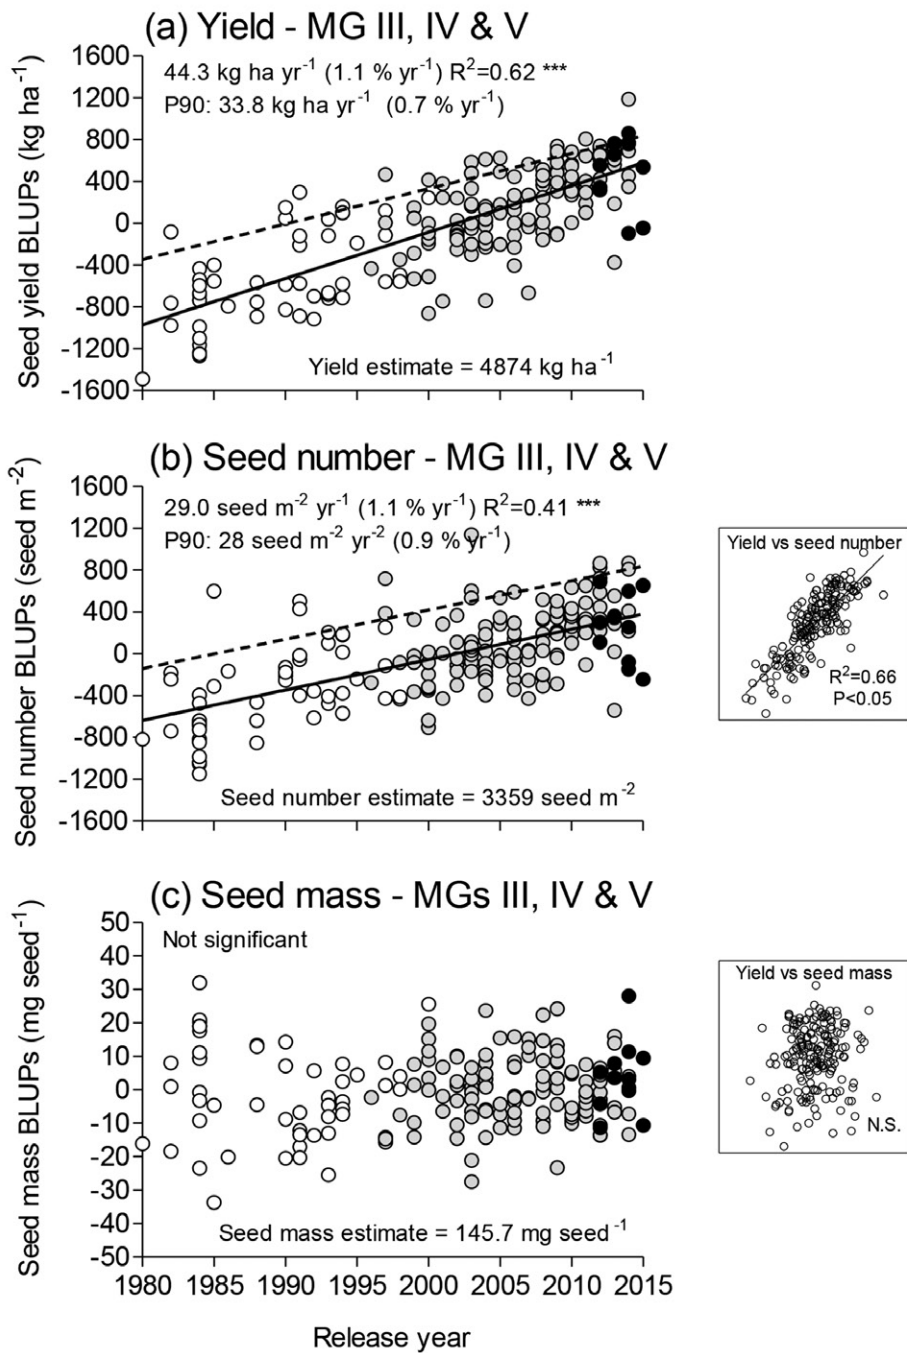 (a) Yield - MG III, IV & V
44.3 kg ha yr⁻¹ (1.1 % yr⁻¹) R²=0.62 ***
P90: 33.8 kg ha yr⁻¹ (0.7 % yr⁻¹)
Seed yield BLUPs (kg ha⁻¹)
1600
1200
800
400
0
-400
-800
-1200
-1600
Yield estimate = 4874 kg ha⁻¹
(b) Seed number - MG III, IV & V
29.0 seed m⁻² yr⁻¹ (1.1 % yr⁻¹) R²=0.41 ***
P90: 28 seed m⁻² yr⁻² (0.9 % yr⁻¹)
Seed number BLUPs (seed m⁻²)
1600
1200
800
400
0
-400
-800
-1200
-1600
Seed number estimate = 3359 seed m⁻²
Yield vs seed number
R²=0.66
P<0.05
(c) Seed mass - MGs III, IV & V
Not significant
Seed mass BLUPs (mg seed⁻¹)
50
40
30
20
10
0
-10
-20
-30
-40
-50
Seed mass estimate = 145.7 mg seed⁻¹
Yield vs seed mass
N.S.
1980 1985 1990 1995 2000 2005 2010 2015
Release year